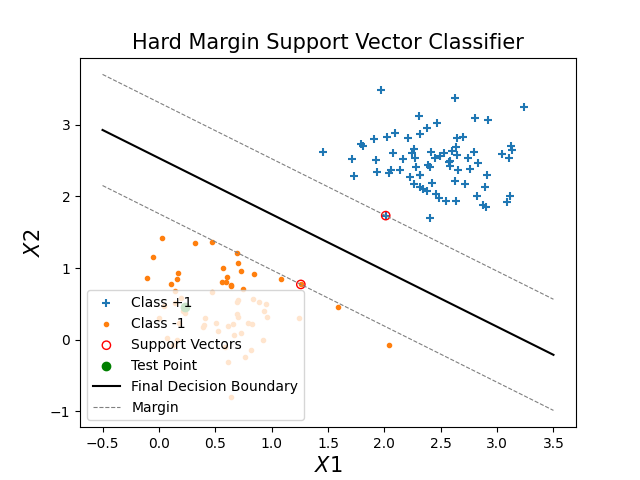 Hard Margin Support Vector Classifier
X2
3
2
1
0
−1
Class +1
Class -1
Support Vectors
Test Point
Final Decision Boundary
Margin
−0.5 0.0 0.5 1.0 1.5 2.0 2.5 3.0 3.5
X1